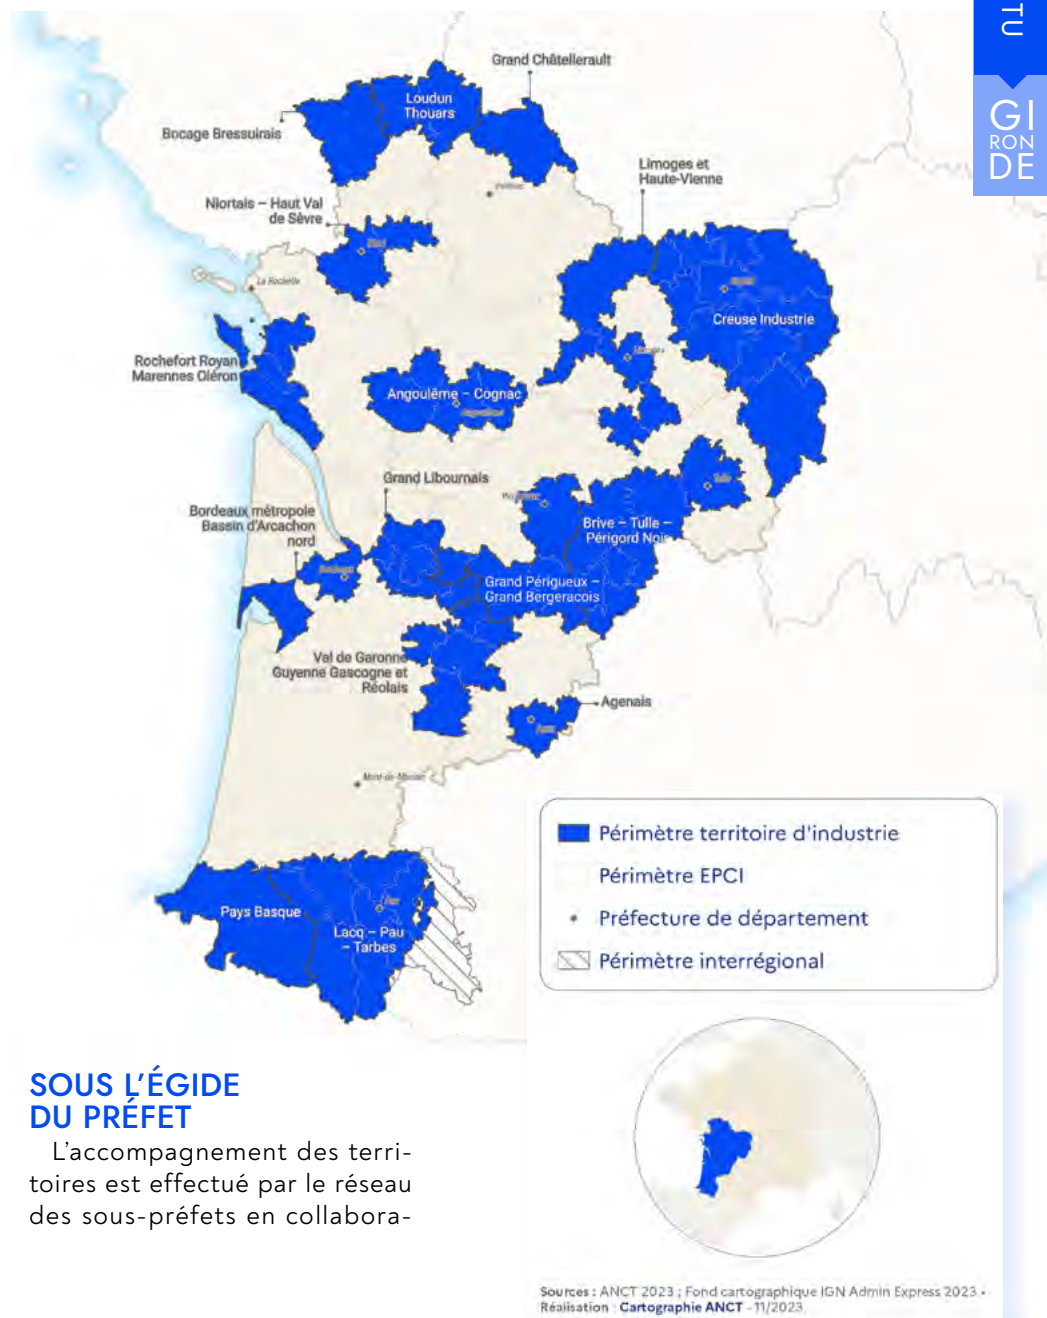 TU
GI
RON
DE
Grand Châtellerault
Loudun
Thouars
Bocage Bressuirais
Limoges et
Haute-Vienne
Niortais – Haut Val
de Sèvre
La Rochelle
Creuse Industrie
Rochefort Royan
Marennes Oléron
Angoulême – Cognac
Grand Libournais
Bordeaux métropole
Bassin d'Arcachon
nord
Brive – Tulle –
Périgord Noir
Grand Périgueux –
Grand Bergeracois
Val de Garonne
Guyenne Gascogne et
Réolais
Agenais
Mont-de-Marsan
Pays Basque
Lacq – Pau
– Tarbes
Périmètre territoire d'industrie
Périmètre EPCI
Préfecture de département
Périmètre interrégional
SOUS L'ÉGIDE
DU PRÉFET
L'accompagnement des terri-
toires est effectué par le réseau
des sous-préfets en collabora-
Sources : ANCT 2023 ; Fond cartographique IGN Admin Express 2023 •
Réalisation : Cartographie ANCT - 11/2023